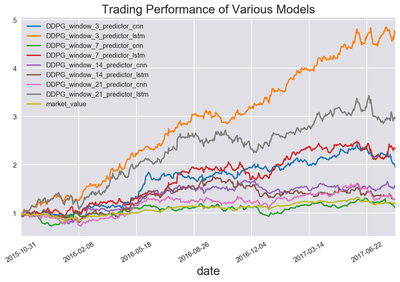 Trading Performance of Various Models
5
4
3
2
1
DDPG_window_3_predictor_cnn
DDPG_window_3_predictor_lstm
DDPG_window_7_predictor_cnn
DDPG_window_7_predictor_lstm
DDPG_window_14_predictor_cnn
DDPG_window_14_predictor_lstm
DDPG_window_21_predictor_cnn
DDPG_window_21_predictor_lstm
market_value
2015-10-31
2016-02-08
2016-05-18
2016-08-26
2016-12-04
2017-03-14
2017-06-22
date